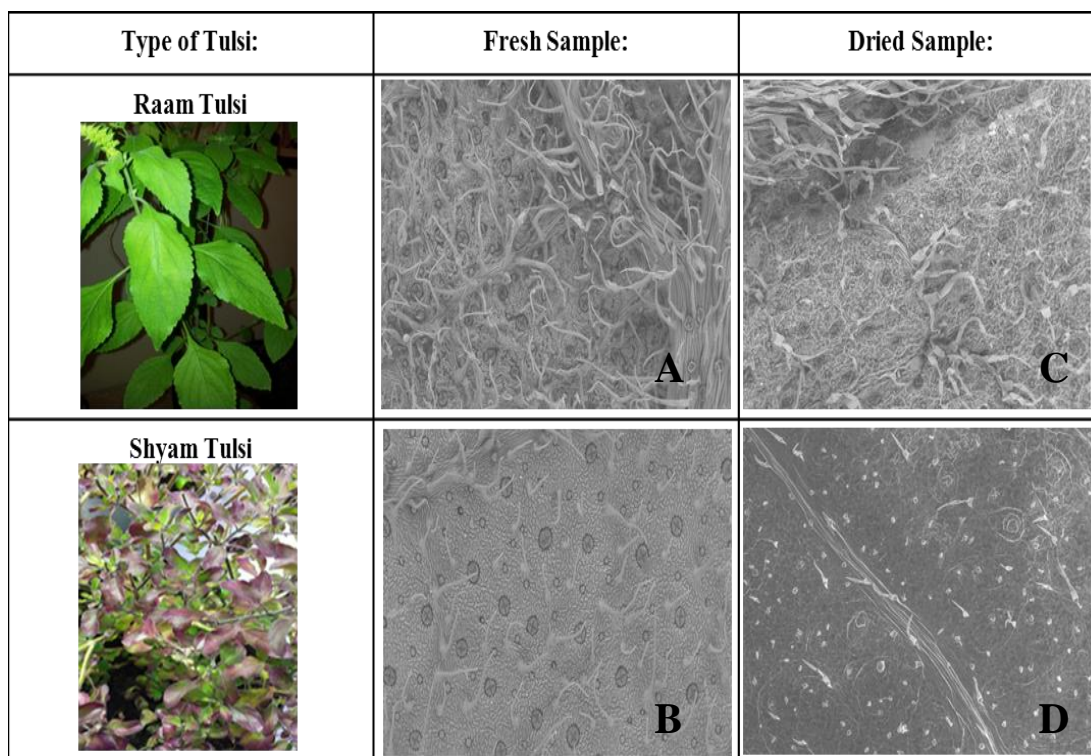 Type of Tulsi:
Fresh Sample:
Dried Sample:
Raam Tulsi
A
C
Shyam Tulsi
B
D